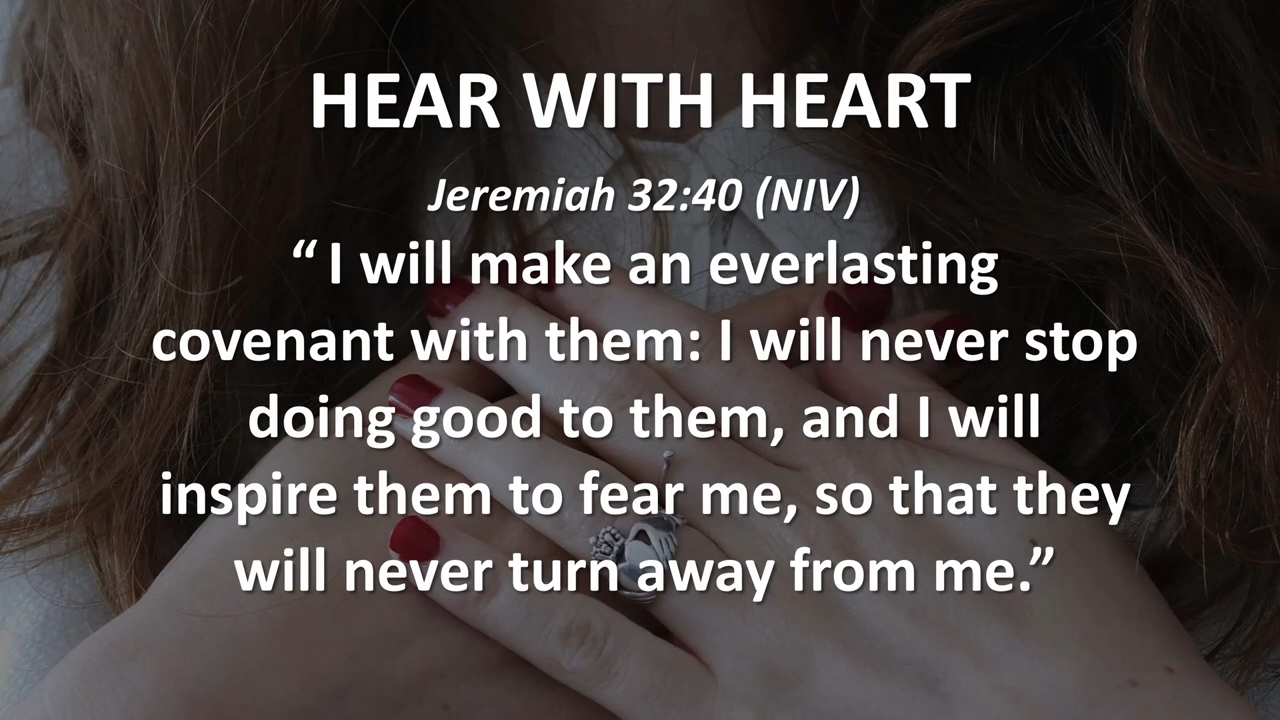 HEAR WITH HEART
Jeremiah 32:40 (NIV)
“ I will make an everlasting
covenant with them: I will never stop
doing good to them, and I will
inspire them to fear me, so that they
will never turn away from me.”